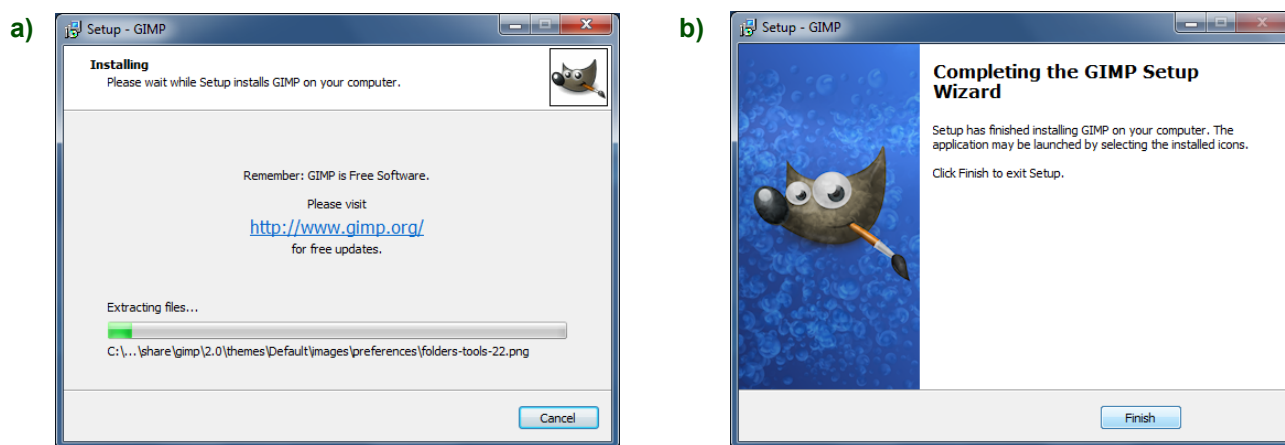 a)
Setup - GIMP
Installing
Please wait while Setup installs GIMP on your computer.
Remember: GIMP is Free Software.
Please visit
http://www.gimp.org/
for free updates.
Extracting files...
C:\...\share\gimp\2.0\themes\Default\images\preferences\folders-tools-22.png
Cancel
b)
Setup - GIMP
Completing the GIMP Setup
Wizard
Setup has finished installing GIMP on your computer. The
application may be launched by selecting the installed icons.
Click Finish to exit Setup.
Finish